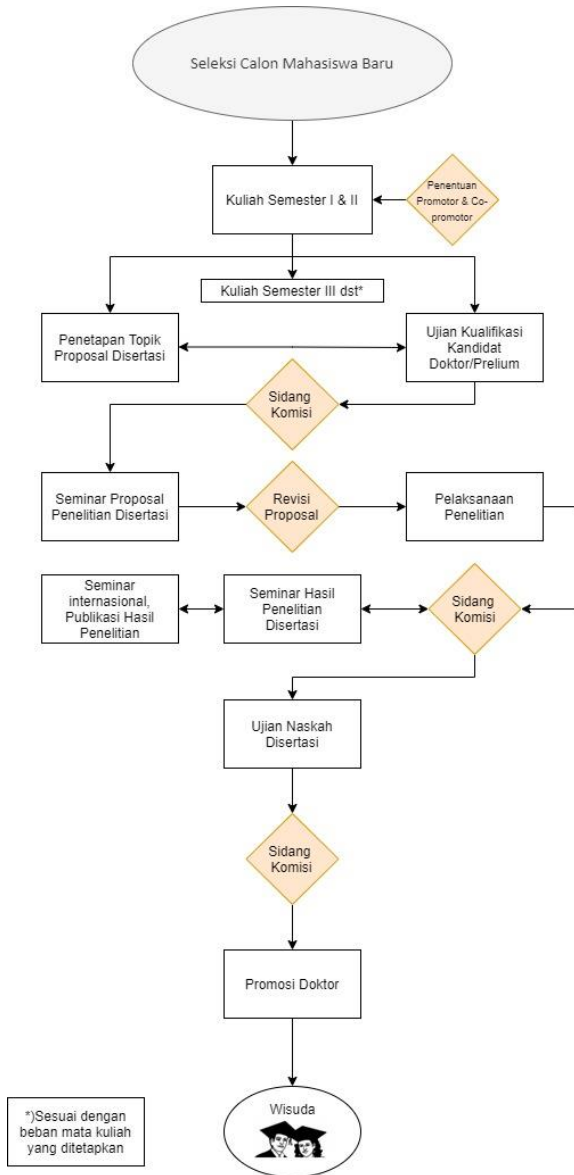 Seleksi Calon Mahasiswa Baru
Kuliah Semester I & II
Penentuan
Promotor & Co-
promotor
Kuliah Semester III dst*
Penetapan Topik
Proposal Disertasi
Ujian Kualifikasi
Kandidat
Doktor/Prelium
Sidang
Komisi
Seminar Proposal
Penelitian Disertasi
Revisi
Proposal
Pelaksanaan
Penelitian
Seminar
internasional,
Publikasi Hasil
Penelitian
Seminar Hasil
Penelitian
Disertasi
Sidang
Komisi
Ujian Naskah
Disertasi
Sidang
Komisi
Promosi Doktor
*)Sesuai dengan
beban mata kuliah
yang ditetapkan
Wisuda